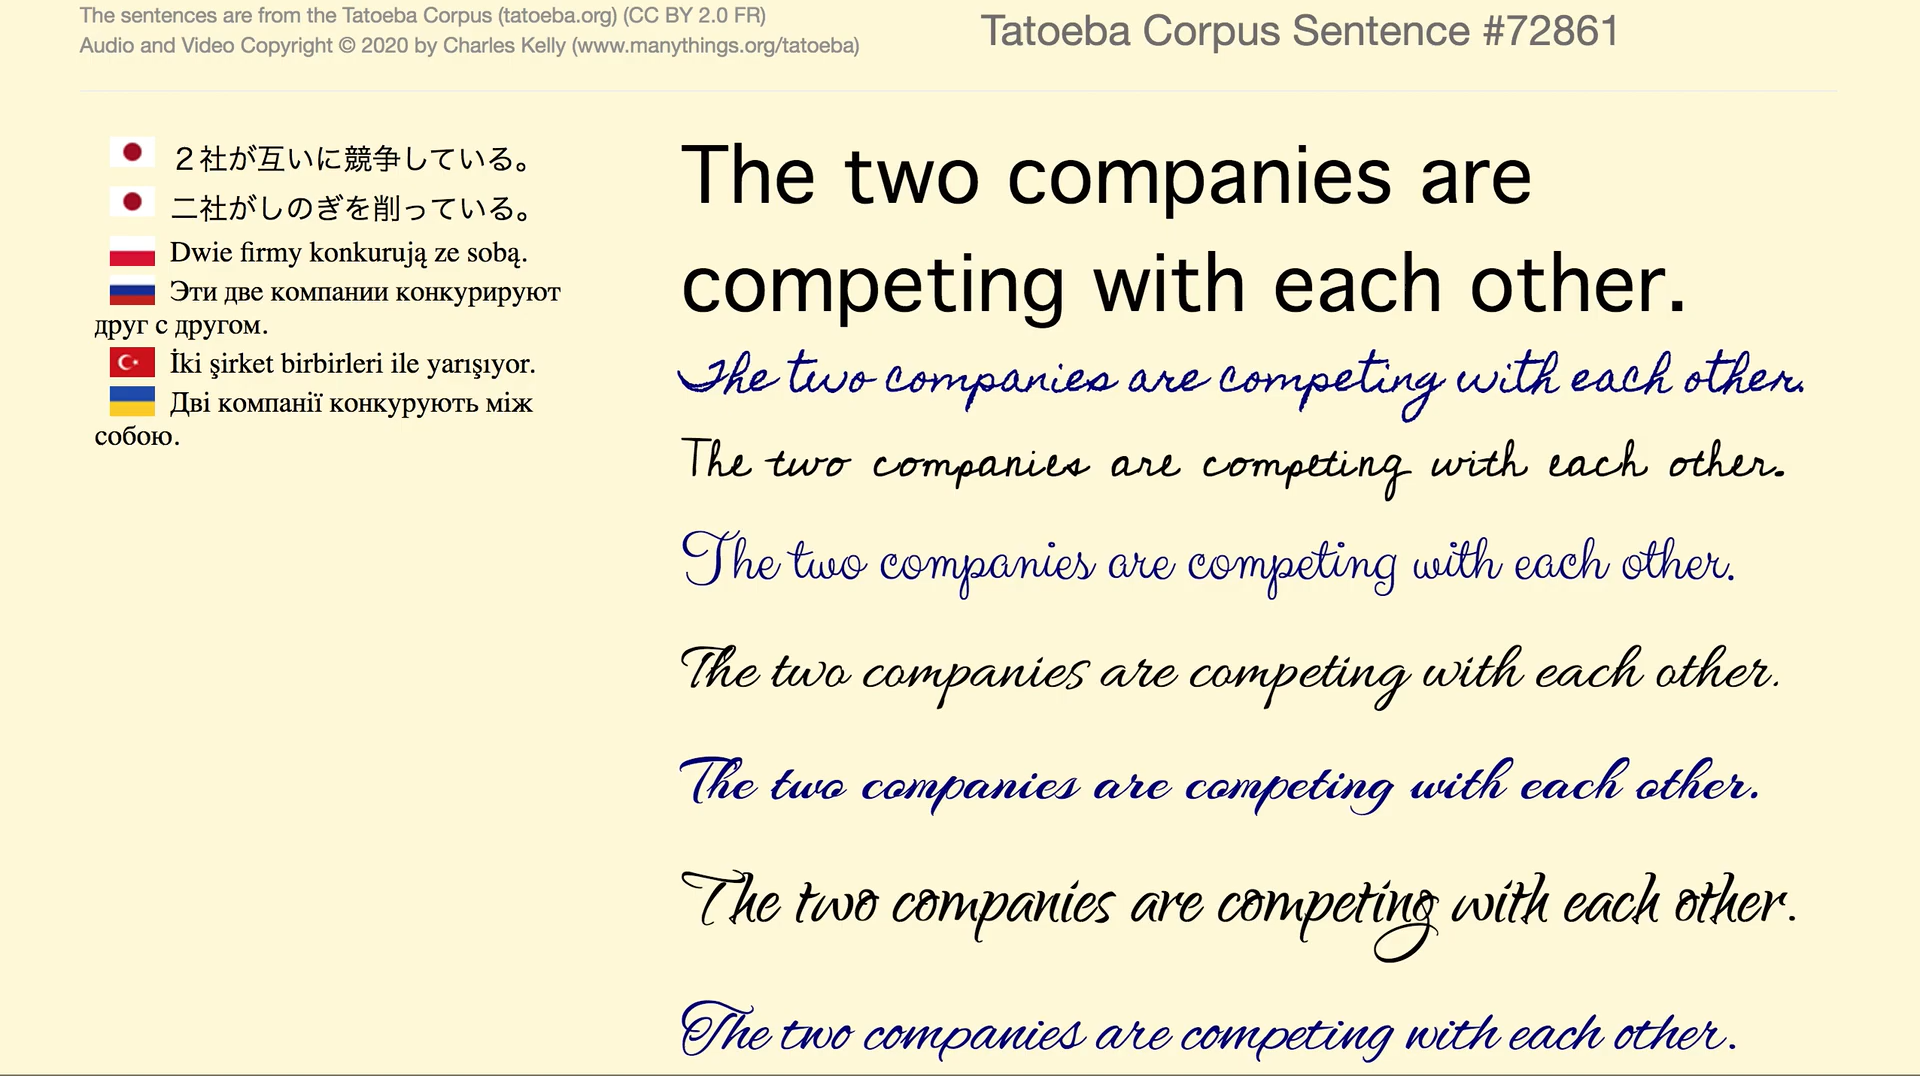 The sentences are from the Tatoeba Corpus (tatoeba.org) (CC BY 2.0 FR)
Audio and Video Copyright © 2020 by Charles Kelly (www.manythings.org/tatoeba)
Tatoeba Corpus Sentence #72861
２社が互いに競争している。
二社がしのぎを削っている。
Dwie firmy konkurują ze sobą.
Эти две компании конкурируют
друг с другом.
İki şirket birbirleri ile yarışıyor.
Дві компанії конкурують між
собою.
The two companies are
competing with each other.
The two companies are competing with each other.
The two companies are competing with each other.
The two companies are competing with each other.
The two companies are competing with each other.
The two companies are competing with each other.
The two companies are competing with each other.
The two companies are competing with each other.